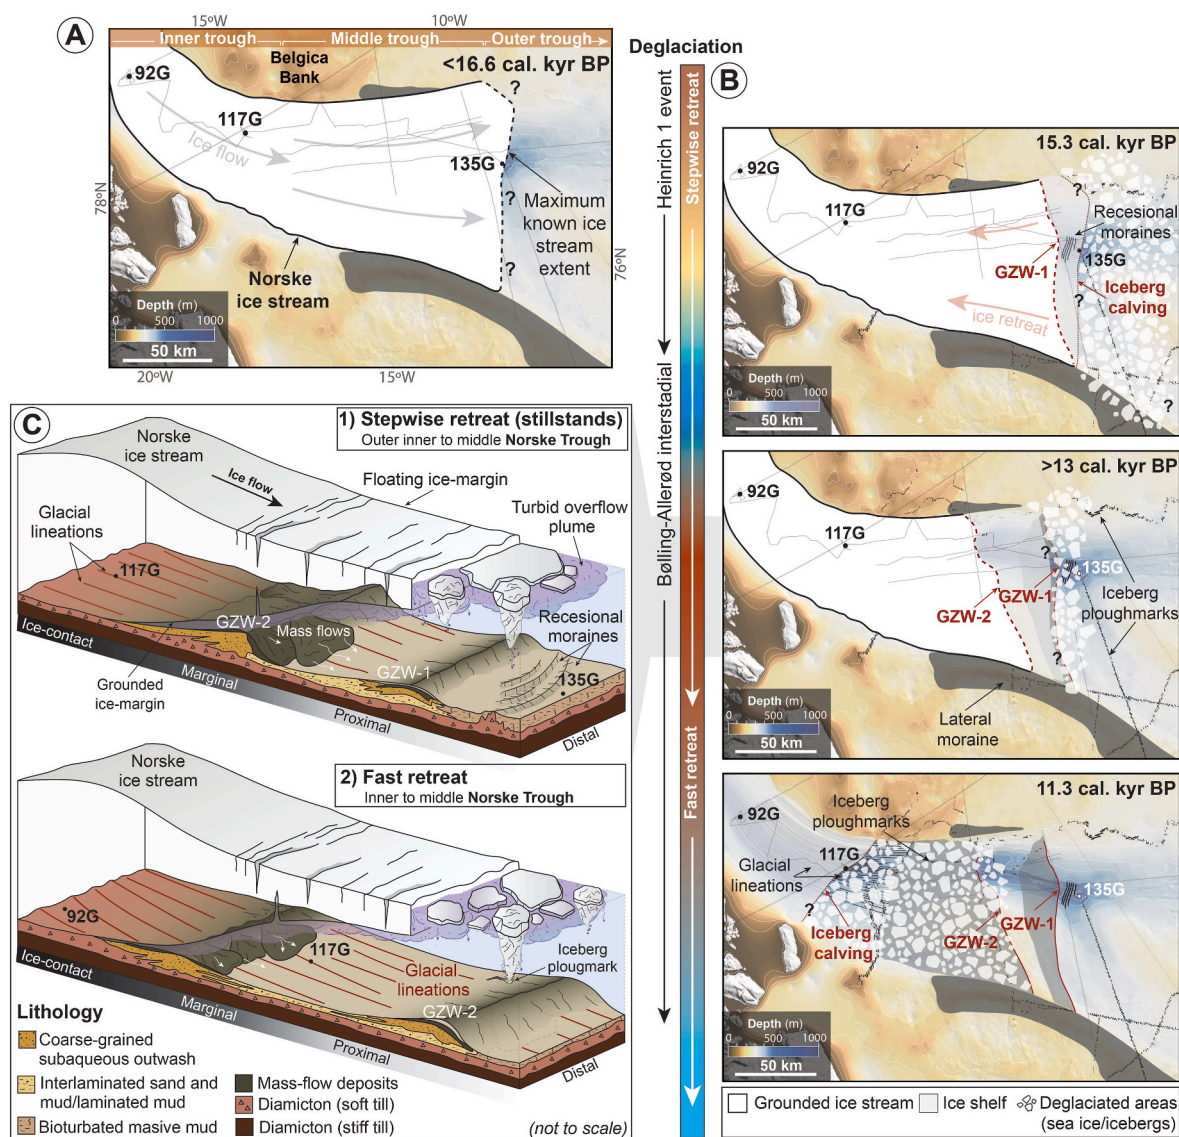 A
15ºW
10ºW
Inner trough
Middle trough
Outer trough
Belgica
Bank
<16.6 cal. kyr BP
92G
117G
Ice flow
135G
?
?
?
Maximum
known ice
stream
extent
78ºN
76ºN
Norske
ice stream
Depth (m)
0 500 1000
50 km
20ºW
15ºW
Deglaciation
Heinrich 1 event
Bølling-Allerød interstadial
Stepwise retreat
Fast retreat
B
15.3 cal. kyr BP
92G
117G
?
Recesional
moraines
GZW-1
135G
Iceberg
calving
?
ice retreat
?
Depth (m)
0 500 1000
50 km
>13 cal. kyr BP
92G
117G
?
135G
GZW-1
GZW-2
Iceberg
ploughmarks
?
Lateral
moraine
Depth (m)
0 500 1000
50 km
11.3 cal. kyr BP
92G
Iceberg
ploughmarks
117G
Glacial
lineations
?
135G
GZW-1
GZW-2
Iceberg
calving
Depth (m)
0 500 1000
50 km
Grounded ice stream
Ice shelf
Deglaciated areas
(sea ice/icebergs)
C
1) Stepwise retreat (stillstands)
Outer inner to middle Norske Trough
Norske
ice stream
Ice flow
Floating ice-margin
Turbid overflow
plume
Glacial
lineations
117G
GZW-2
Mass flows
Recesional
moraines
GZW-1
135G
Ice-contact
Grounded
ice-margin
Marginal
Proximal
Distal
2) Fast retreat
Inner to middle Norske Trough
Norske
ice stream
92G
117G
Iceberg
plougmark
Glacial
lineations
GZW-2
Ice-contact
Marginal
Proximal
Distal
Lithology
Coarse-grained
subaqueous outwash
Interlaminated sand and
mud/laminated mud
Bioturbated masive mud
Mass-flow deposits
Diamicton (soft till)
Diamicton (stiff till)
(not to scale)